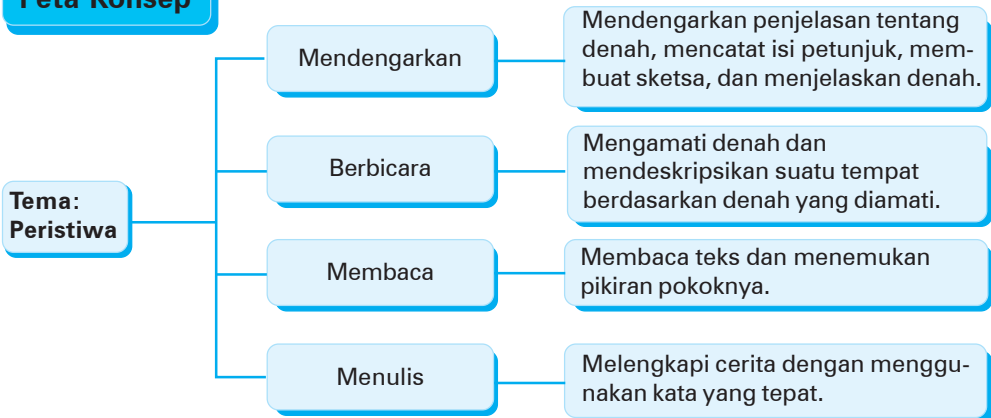 Peta Konsep
Mendengarkan
Mendengarkan penjelasan tentang
denah, mencatat isi petunjuk, mem-
buat sketsa, dan menjelaskan denah.
Berbicara
Mengamati denah dan
mendeskripsikan suatu tempat
berdasarkan denah yang diamati.
Tema:
Peristiwa
Membaca
Membaca teks dan menemukan
pikiran pokoknya.
Menulis
Melengkapi cerita dengan menggu-
nakan kata yang tepat.